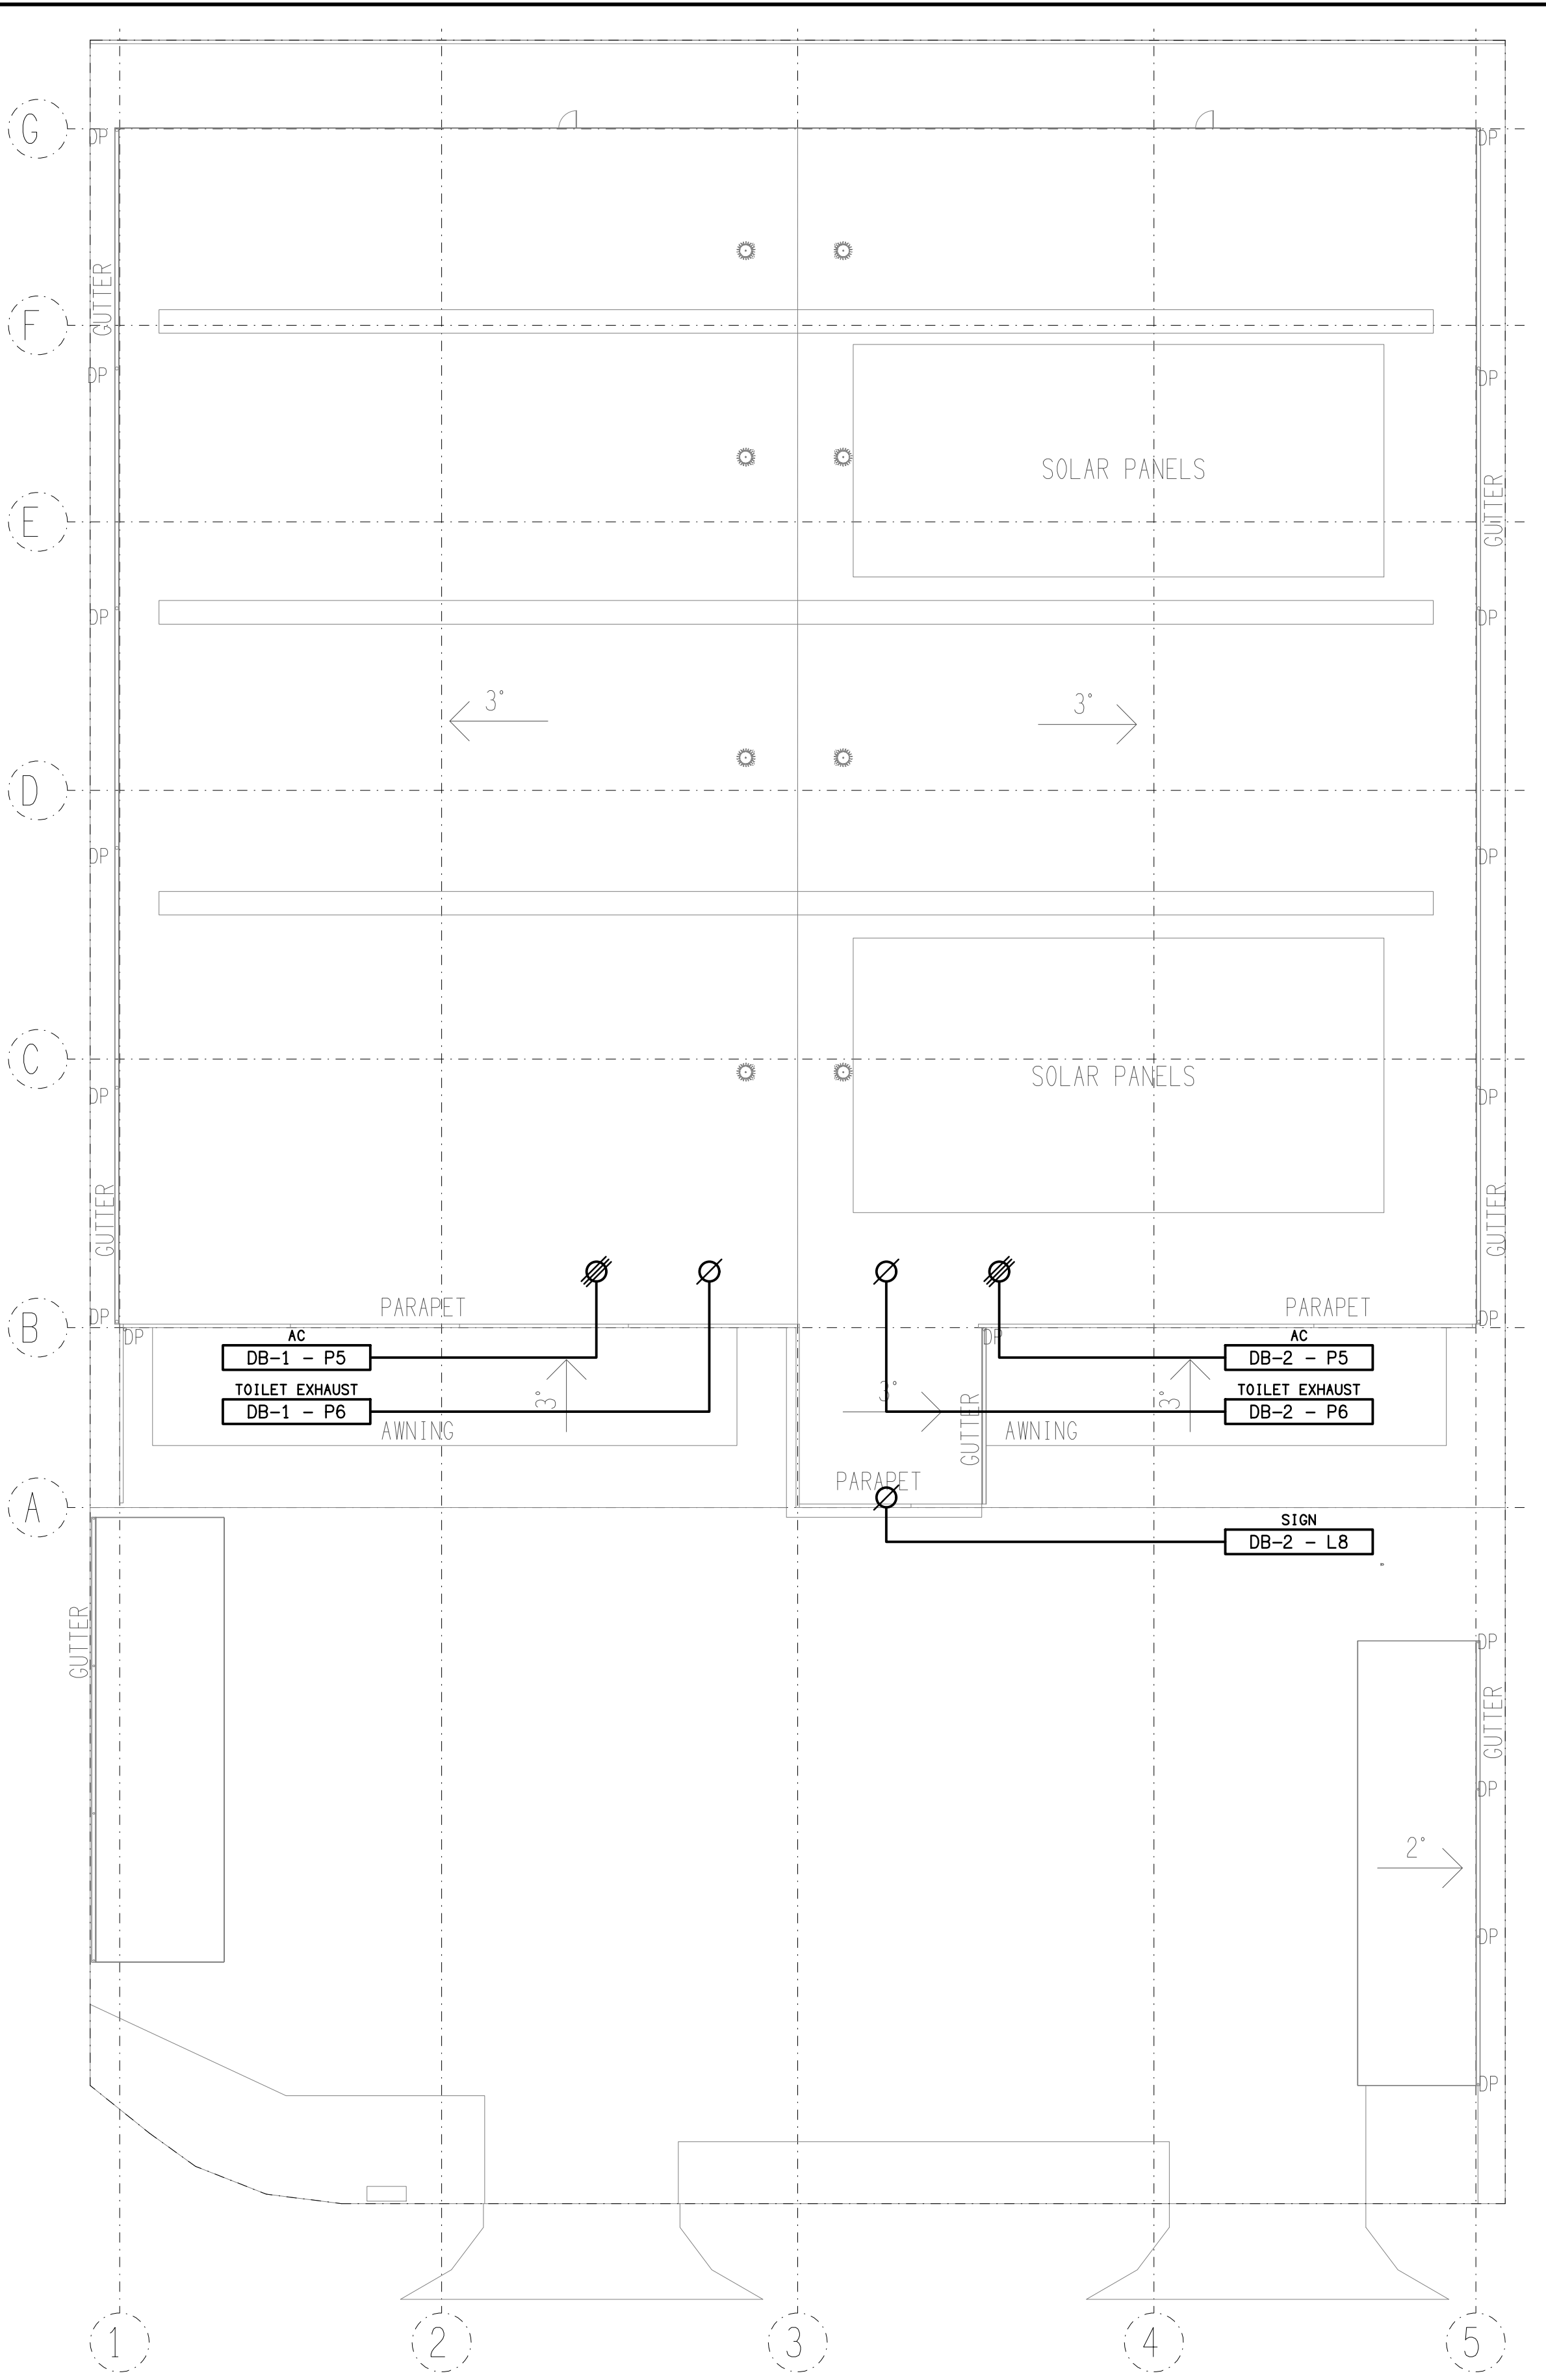 G
DP
DP
GUTTER
F
DP
DP
SOLAR PANELS
GUTTER
E
DP
DP
3°
3°
D
DP
DP
C
SOLAR PANELS
DP
DP
GUTTER
GUTTER
PARAPET
PARAPET
DP
DP
B
DP
DP
AC
DB-1 - P5
AC
DB-2 - P5
TOILET EXHAUST
DB-1 - P6
3°
3°
GUTTER
3°
TOILET EXHAUST
DB-2 - P6
AWNING
AWNING
PARAPET
A
SIGN
DB-2 - L8
GUTTER
DP
GUTTER
DP
2°
DP
DP
1
2
3
4
5